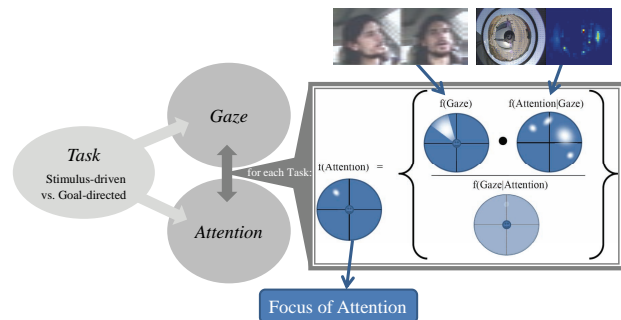 Gaze
Task
Stimulus-driven
vs. Goal-directed
Attention
for each Task:
f(Attention) =
f(Gaze)
f(Attention|Gaze)
f(Gaze|Attention)
Focus of Attention